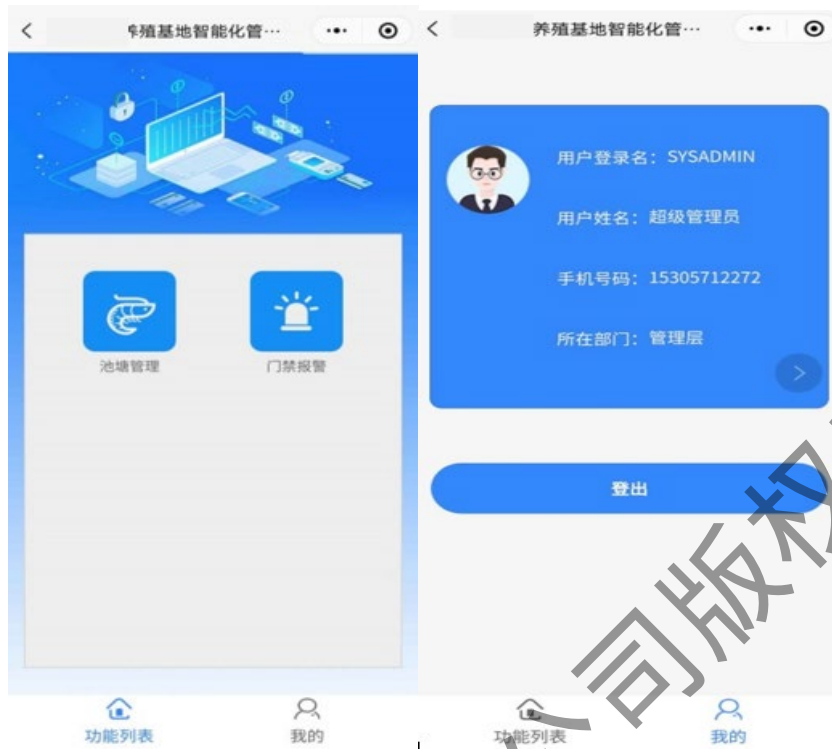 养殖基地智能化管…
池塘管理
门禁报警
功能列表
我的
养殖基地智能化管…
用户登录名：SYSADMIN
用户姓名：超级管理员
手机号码：15305712272
所在部门：管理层
登出
功能列表
我的
公司版权